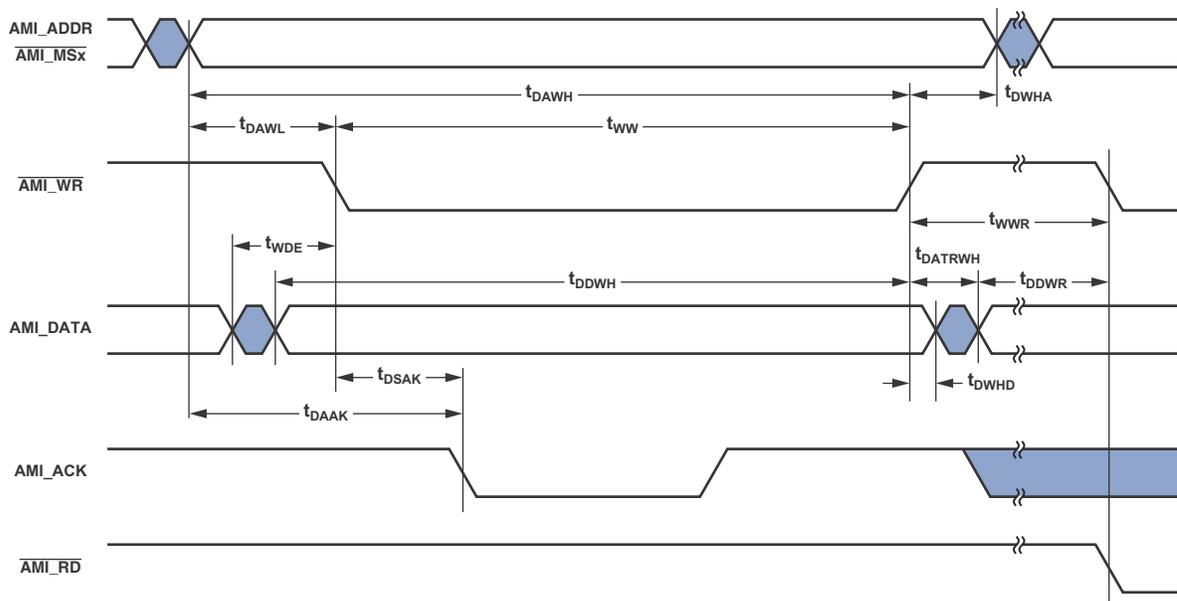 AMI_ADDR
AMI_MSx
tDAWH
tDWHA
tDAWL
tWW
AMI_WR
tWWR
tWDE
tDATRWH
tDDWH
tDDWR
AMI_DATA
tDSAK
tDWHD
tDAAK
AMI_ACK
AMI_RD